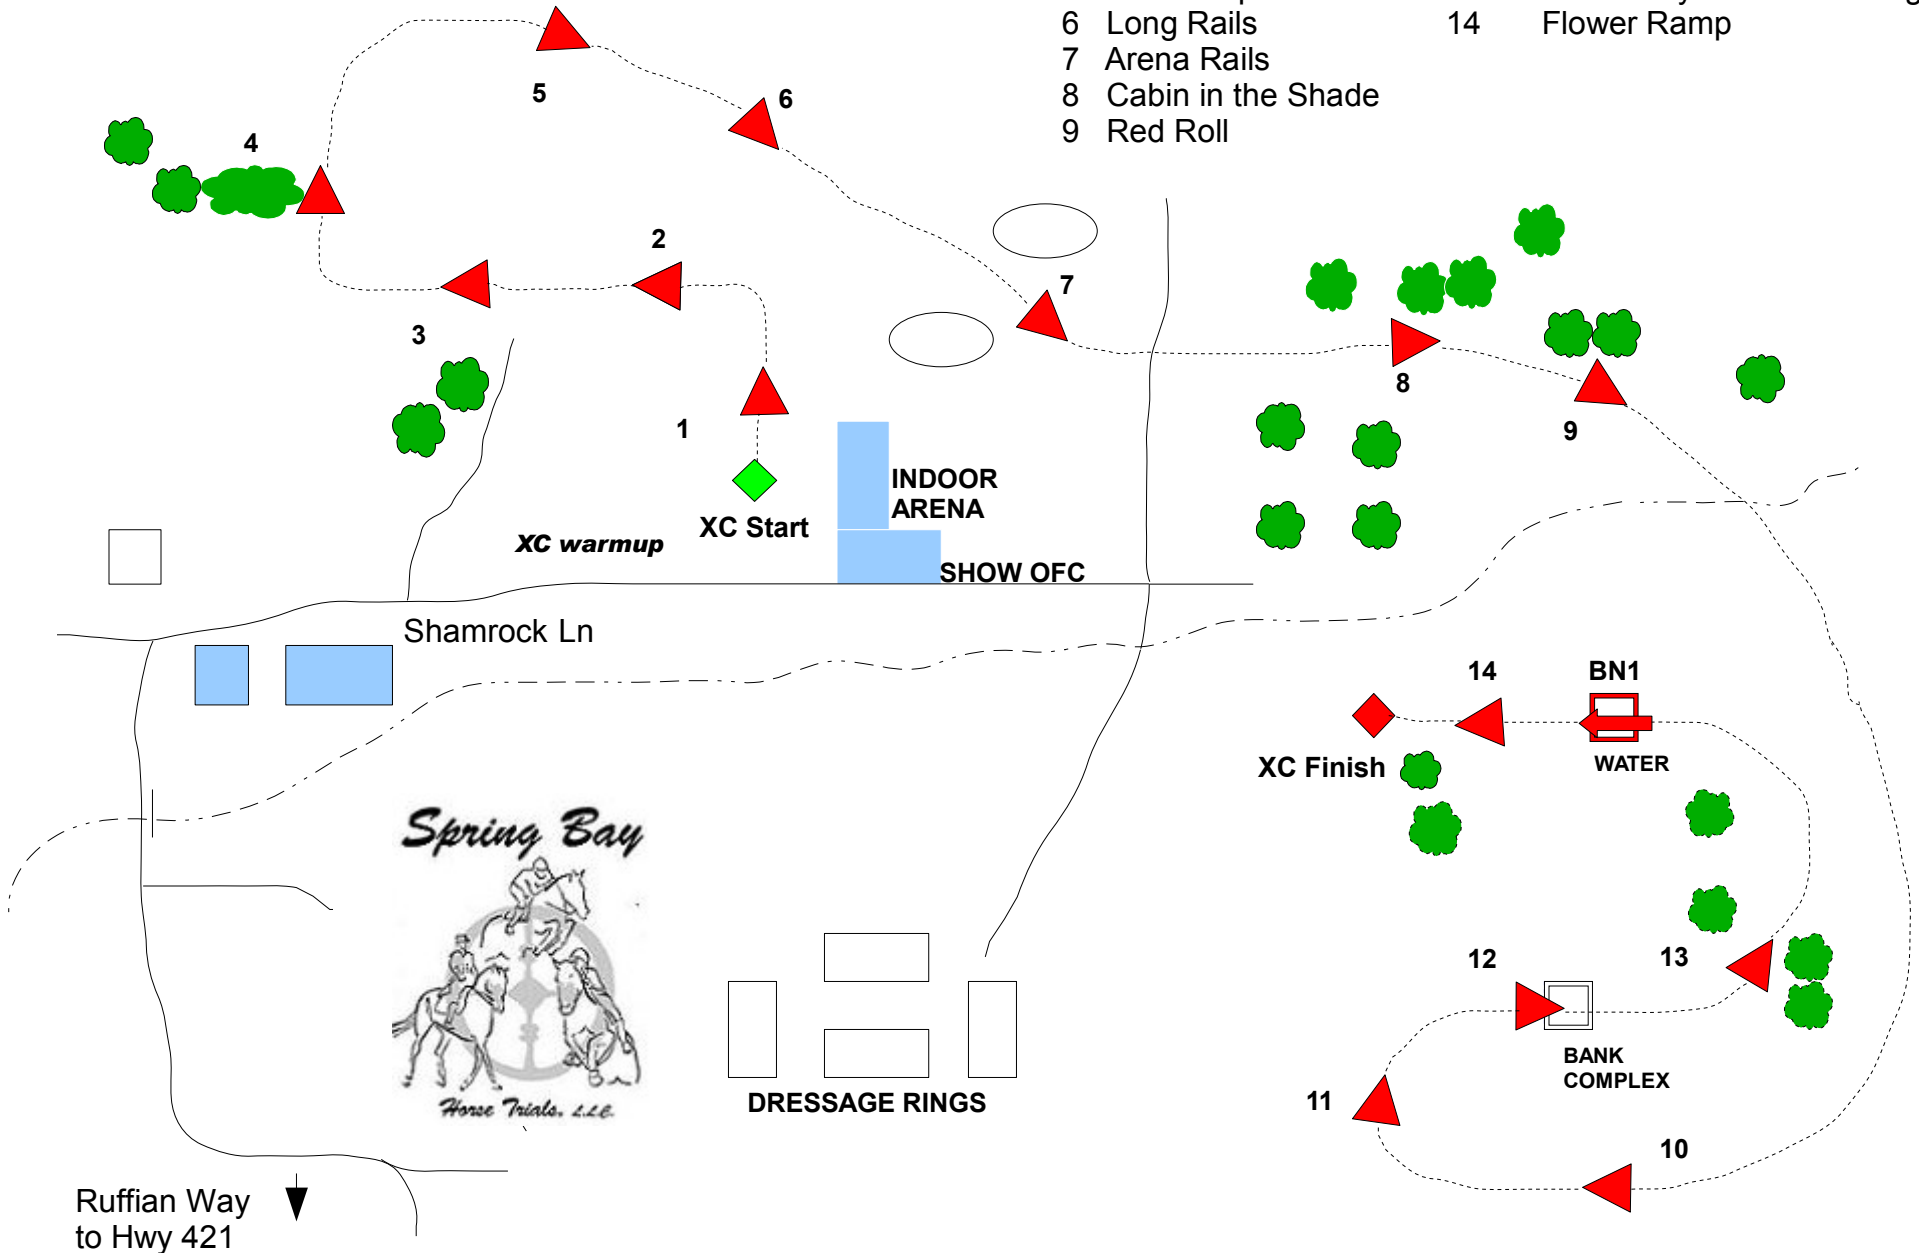 6 Long Rails
14 Flower Ramp
7 Arena Rails
8 Cabin in the Shade
9 Red Roll
5
6
4
2
7
3
8
1
9
INDOOR
ARENA
XC Start
XC warmup
SHOW OFC
Shamrock Ln
14
BN1
XC Finish
WATER
Spring Bay
Horse Trials, L.L.C.
12
13
BANK
COMPLEX
11
DRESSAGE RINGS
10
Ruffian Way
to Hwy 421